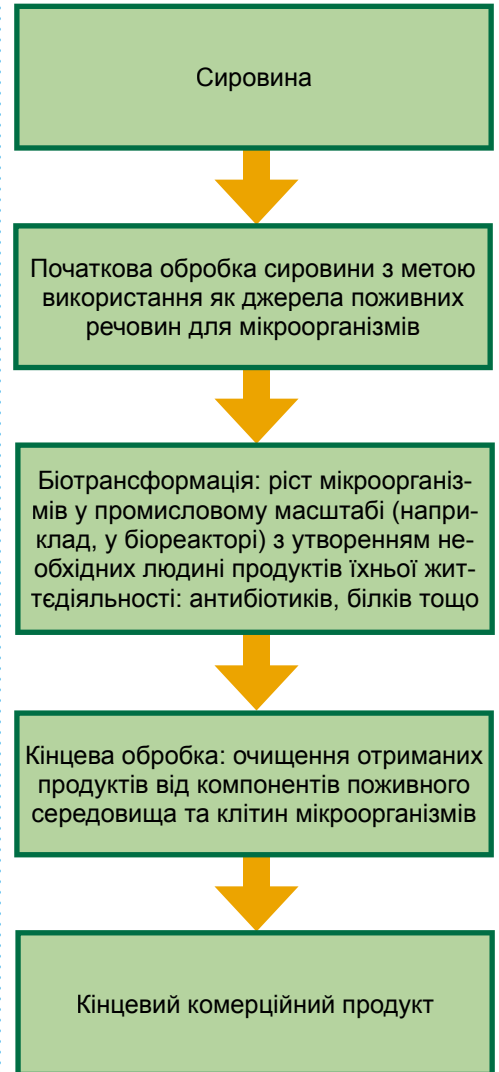 Сировина
Початкова обробка сировини з метою
використання як джерела поживних
речовин для мікроорганізмів
Біотрансформація: ріст мікроорганіз-
мів у промисловому масштабі (напри-
клад, у біореакторі) з утворенням не-
обхідних людині продуктів їхньої жит-
тєдіяльності: антибіотиків, білків тощо
Кінцева обробка: очищення отриманих
продуктів від компонентів поживного
середовища та клітин мікроорганізмів
Кінцевий комерційний продукт